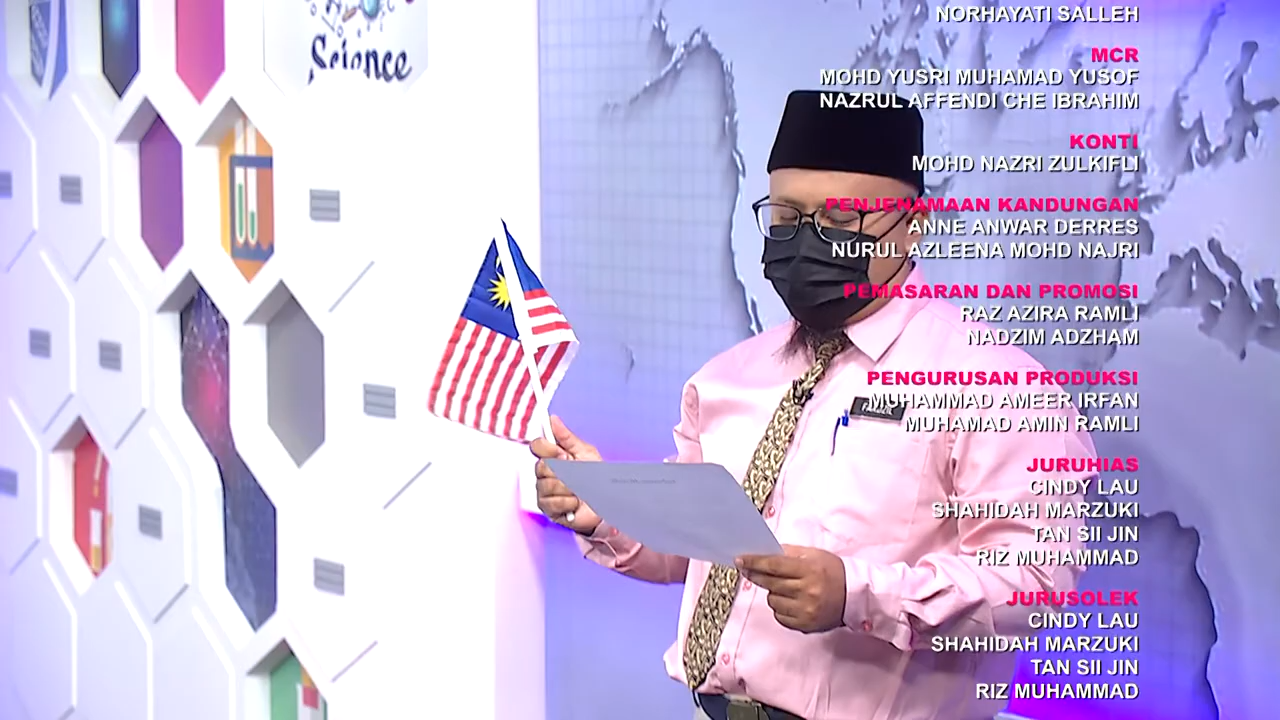 Science
NORHAYATI SALLEH
MCR
MOHD YUSRI MUHAMAD YUSOF
NAZRUL AFFENDI CHE IBRAHIM
KONTI
MOHD NAZRI ZULKIFLI
PENJENAMAAN KANDUNGAN
ANNE ANWAR DERRES
NURUL AZLEENA MOHD NAJRI
PEMASARAN DAN PROMOSI
RAZ AZIRA RAMLI
NADZIM ADZHAM
PENGURUSAN PRODUKSI
MUHAMMAD AMEER IRFAN
MUHAMAD AMIN RAMLI
JURUHIAS
CINDY LAU
SHAHIDAH MARZUKI
TAN SII JIN
RIZ MUHAMMAD
JURUSOLEK
CINDY LAU
SHAHIDAH MARZUKI
TAN SII JIN
RIZ MUHAMMAD